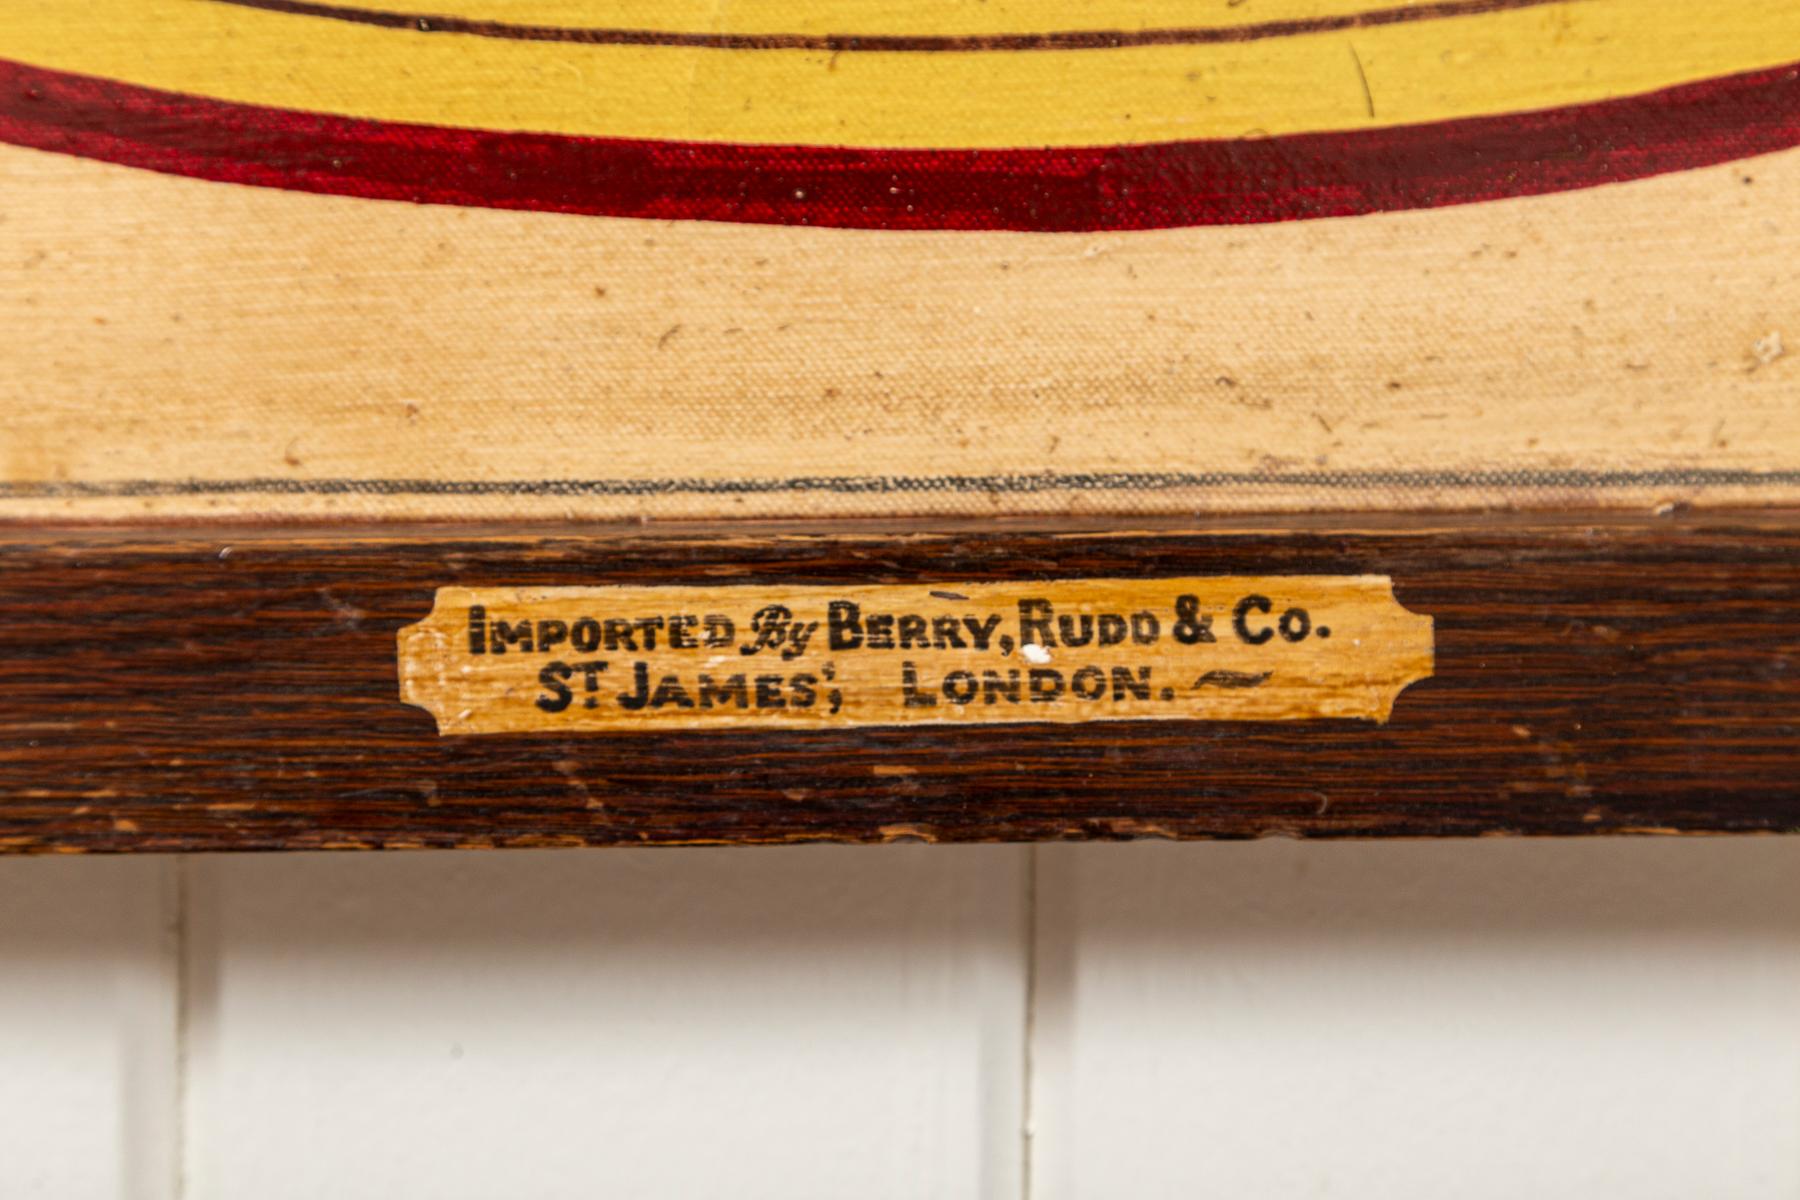 IMPORTED By BERRY, RUDD & Co.
ST JAMES', LONDON.